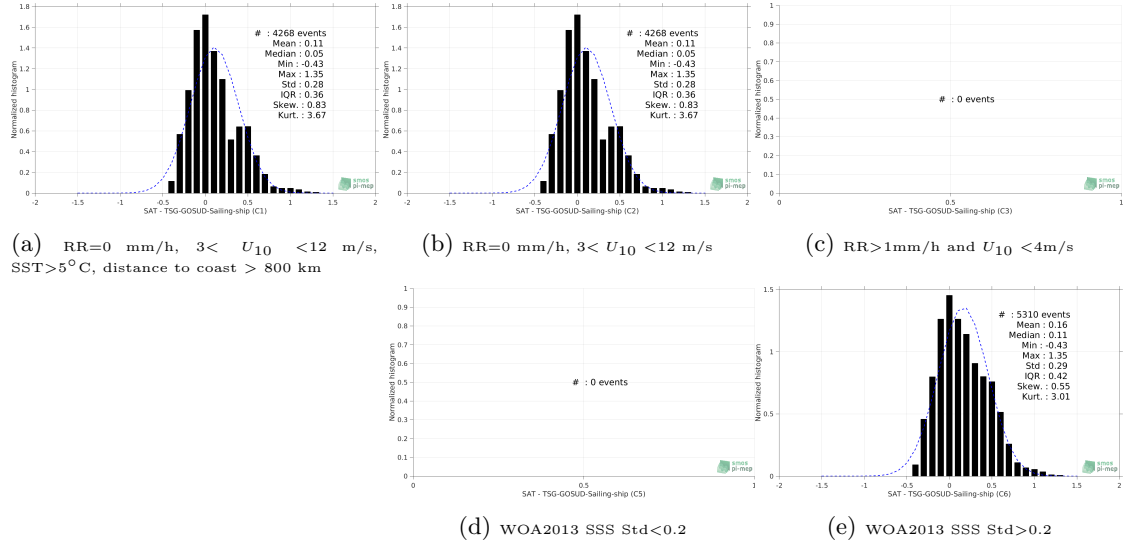 1.8
1.6
1.4
1.2
1
0.8
0.6
0.4
0.2
0
-2 -1.5 -1 -0.5 0 0.5 1 1.5 2
Normalized histogram
SAT - TSG-GOSUD-Sailing-ship (C1)
# : 4268 events
Mean : 0.11
Median : 0.05
Min : -0.43
Max : 1.35
Std : 0.28
IQR : 0.36
Skew. : 0.83
Kurt. : 3.67
smos
pi-mep
(a) RR=0 mm/h, 3< U10 <12 m/s,
SST>5°C, distance to coast > 800 km
1.8
1.6
1.4
1.2
1
0.8
0.6
0.4
0.2
0
-2 -1.5 -1 -0.5 0 0.5 1 1.5 2
Normalized histogram
SAT - TSG-GOSUD-Sailing-ship (C2)
# : 4268 events
Mean : 0.11
Median : 0.05
Min : -0.43
Max : 1.35
Std : 0.28
IQR : 0.36
Skew. : 0.83
Kurt. : 3.67
smos
pi-mep
(b) RR=0 mm/h, 3< U10 <12 m/s
1
0.9
0.8
0.7
0.6
0.5
0.4
0.3
0.2
0.1
0
0 0.5 1
Normalized histogram
SAT - TSG-GOSUD-Sailing-ship (C3)
# : 0 events
smos
pi-mep
(c) RR>1mm/h and U10 <4m/s
1
0.9
0.8
0.7
0.6
0.5
0.4
0.3
0.2
0.1
0
0 0.5 1
Normalized histogram
SAT - TSG-GOSUD-Sailing-ship (C5)
# : 0 events
smos
pi-mep
(d) WOA2013 SSS Std<0.2
1.5
1
0.5
0
-2 -1.5 -1 -0.5 0 0.5 1 1.5 2
Normalized histogram
SAT - TSG-GOSUD-Sailing-ship (C6)
# : 5310 events
Mean : 0.16
Median : 0.11
Min : -0.43
Max : 1.35
Std : 0.29
IQR : 0.42
Skew. : 0.55
Kurt. : 3.01
smos
pi-mep
(e) WOA2013 SSS Std>0.2